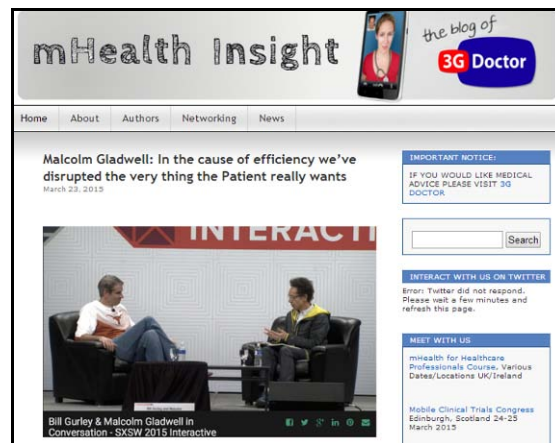 mHealth Insight
the blog of
3G Doctor
Home About Authors Networking News
Malcolm Gladwell: In the cause of efficiency we've
disrupted the very thing the Patient really wants
March 23, 2015
INTERACTI
Bill Gurley & Malcolm Gladwell in
Conversation - SXSW 2015 Interactive
IMPORTANT NOTICE:
IF YOU WOULD LIKE MEDICAL
ADVICE PLEASE VISIT 3G
DOCTOR
Search
INTERACT WITH US ON TWITTER
Error: Twitter did not respond.
Please wait a few minutes and
refresh this page.
MEET WITH US
mHealth for Healthcare
Professionals Course. Various
Dates/Locations UK/Ireland
Mobile Clinical Trials Congress
Edinburgh, Scotland 24-25
March 2015